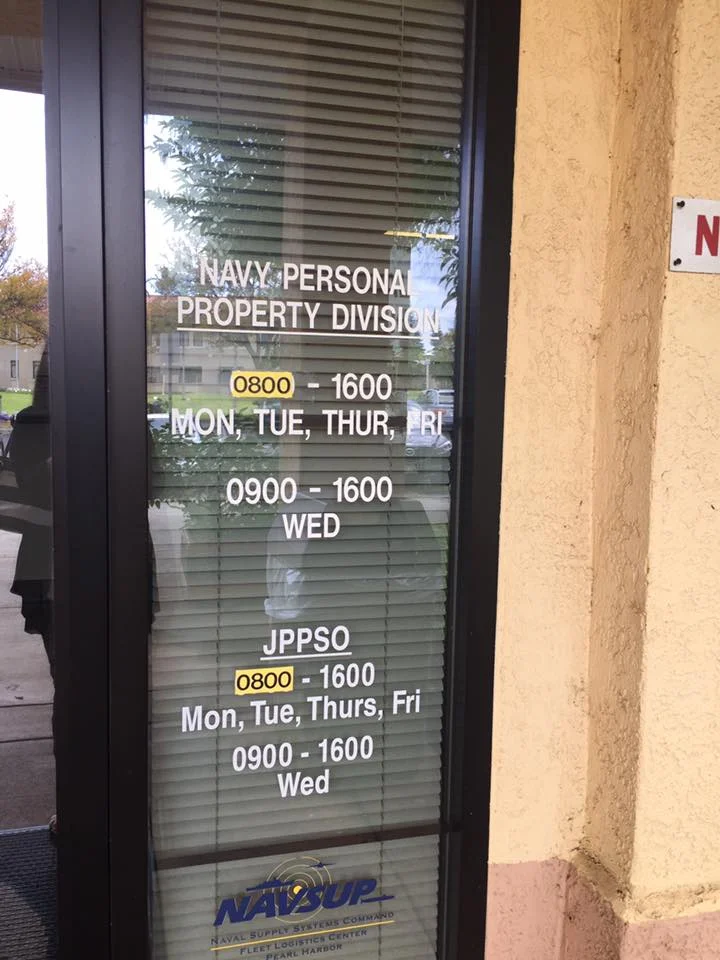 NAVY PERSONAL
PROPERTY DIVISION
0800 - 1600
MON, TUE, THUR, FRI
0900 - 1600
WED
JPPSO
0800 - 1600
Mon, Tue, Thurs, Fri
0900 - 1600
Wed
NAVSUP
NAVAL SUPPLY SYSTEMS COMMAND
FLEET LOGISTICS CENTER
PEARL HARBOR
N